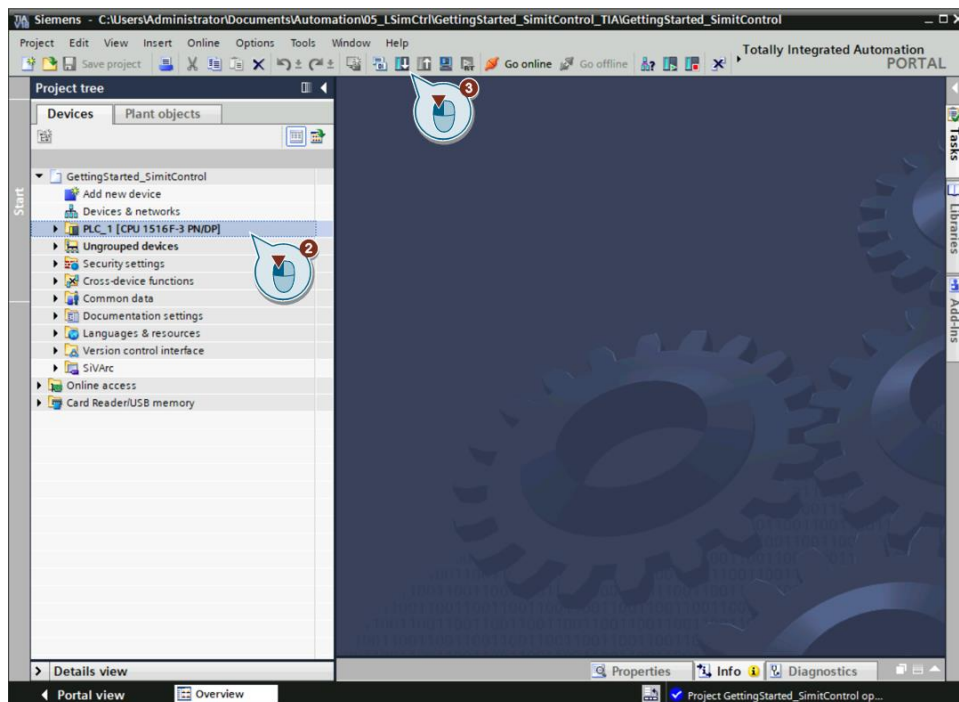 Siemens - C:\Users\Administrator\Documents\Automation\05_LSimCtrl\GettingStarted_SimitControl_TIA\GettingStarted_SimitControl
Project Edit View Insert Online Options Tools Window Help
Totally Integrated Automation
PORTAL
Save project Go online Go offline
3
Project tree
Devices Plant objects
Start
GettingStarted_SimitControl
Add new device
Devices & networks
PLC_1 [CPU 1516F-3 PN/DP]
2
Ungrouped devices
Security settings
Cross-device functions
Common data
Documentation settings
Languages & resources
Version control interface
SiVArc
Online access
Card Reader/USB memory
Tasks
Libraries
Add-Ins
Details view
Properties Info Diagnostics
Portal view Overview
Project GettingStarted_SimitControl op...